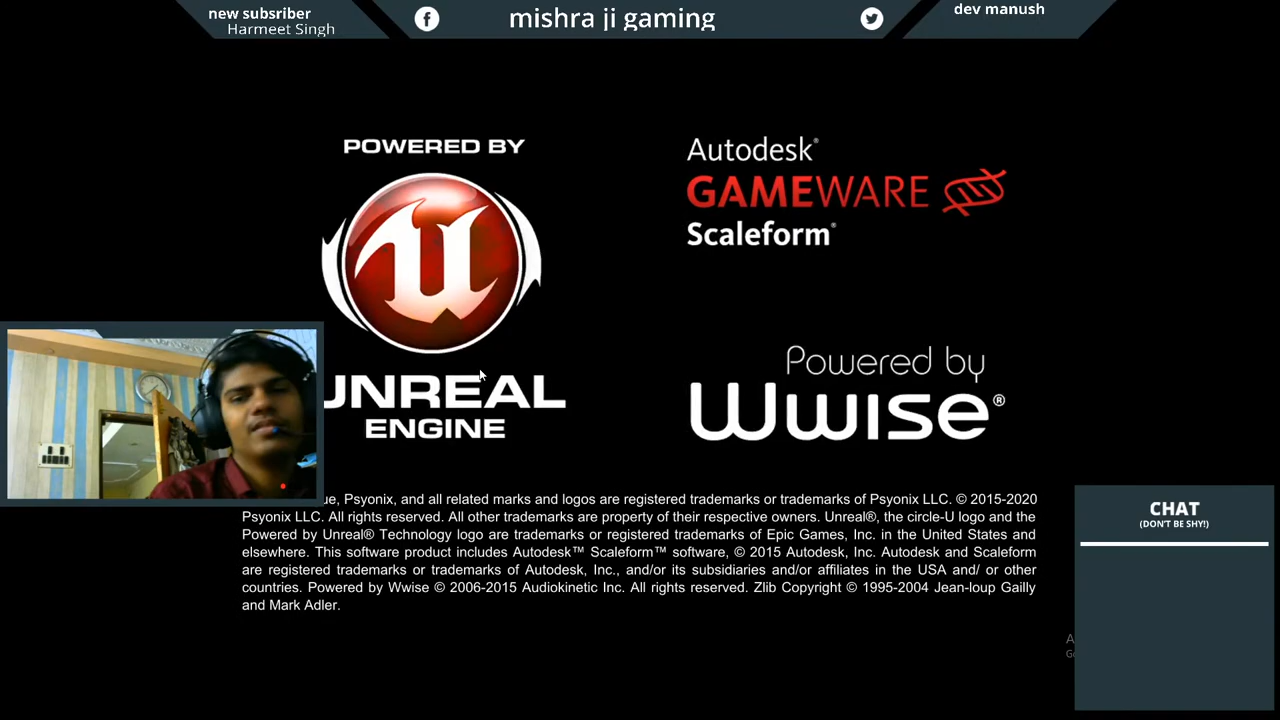 new subsriber
Harmeet Singh
mishra ji gaming
dev manush
POWERED BY
UNREAL
ENGINE
Autodesk®
GAMEWARE
Scaleform®
Powered by
Wwise®
ue, Psyonix, and all related marks and logos are registered trademarks or trademarks of Psyonix LLC. © 2015-2020
Psyonix LLC. All rights reserved. All other trademarks are property of their respective owners. Unreal®, the circle-U logo and the
Powered by Unreal® Technology logo are trademarks or registered trademarks of Epic Games, Inc. in the United States and
elsewhere. This software product includes Autodesk™ Scaleform™ software, © 2015 Autodesk, Inc. Autodesk and Scaleform
are registered trademarks or trademarks of Autodesk, Inc., and/or its subsidiaries and/or affiliates in the USA and/ or other
countries. Powered by Wwise © 2006-2015 Audiokinetic Inc. All rights reserved. Zlib Copyright © 1995-2004 Jean-loup Gailly
and Mark Adler.
CHAT
(DON'T BE SHY!)